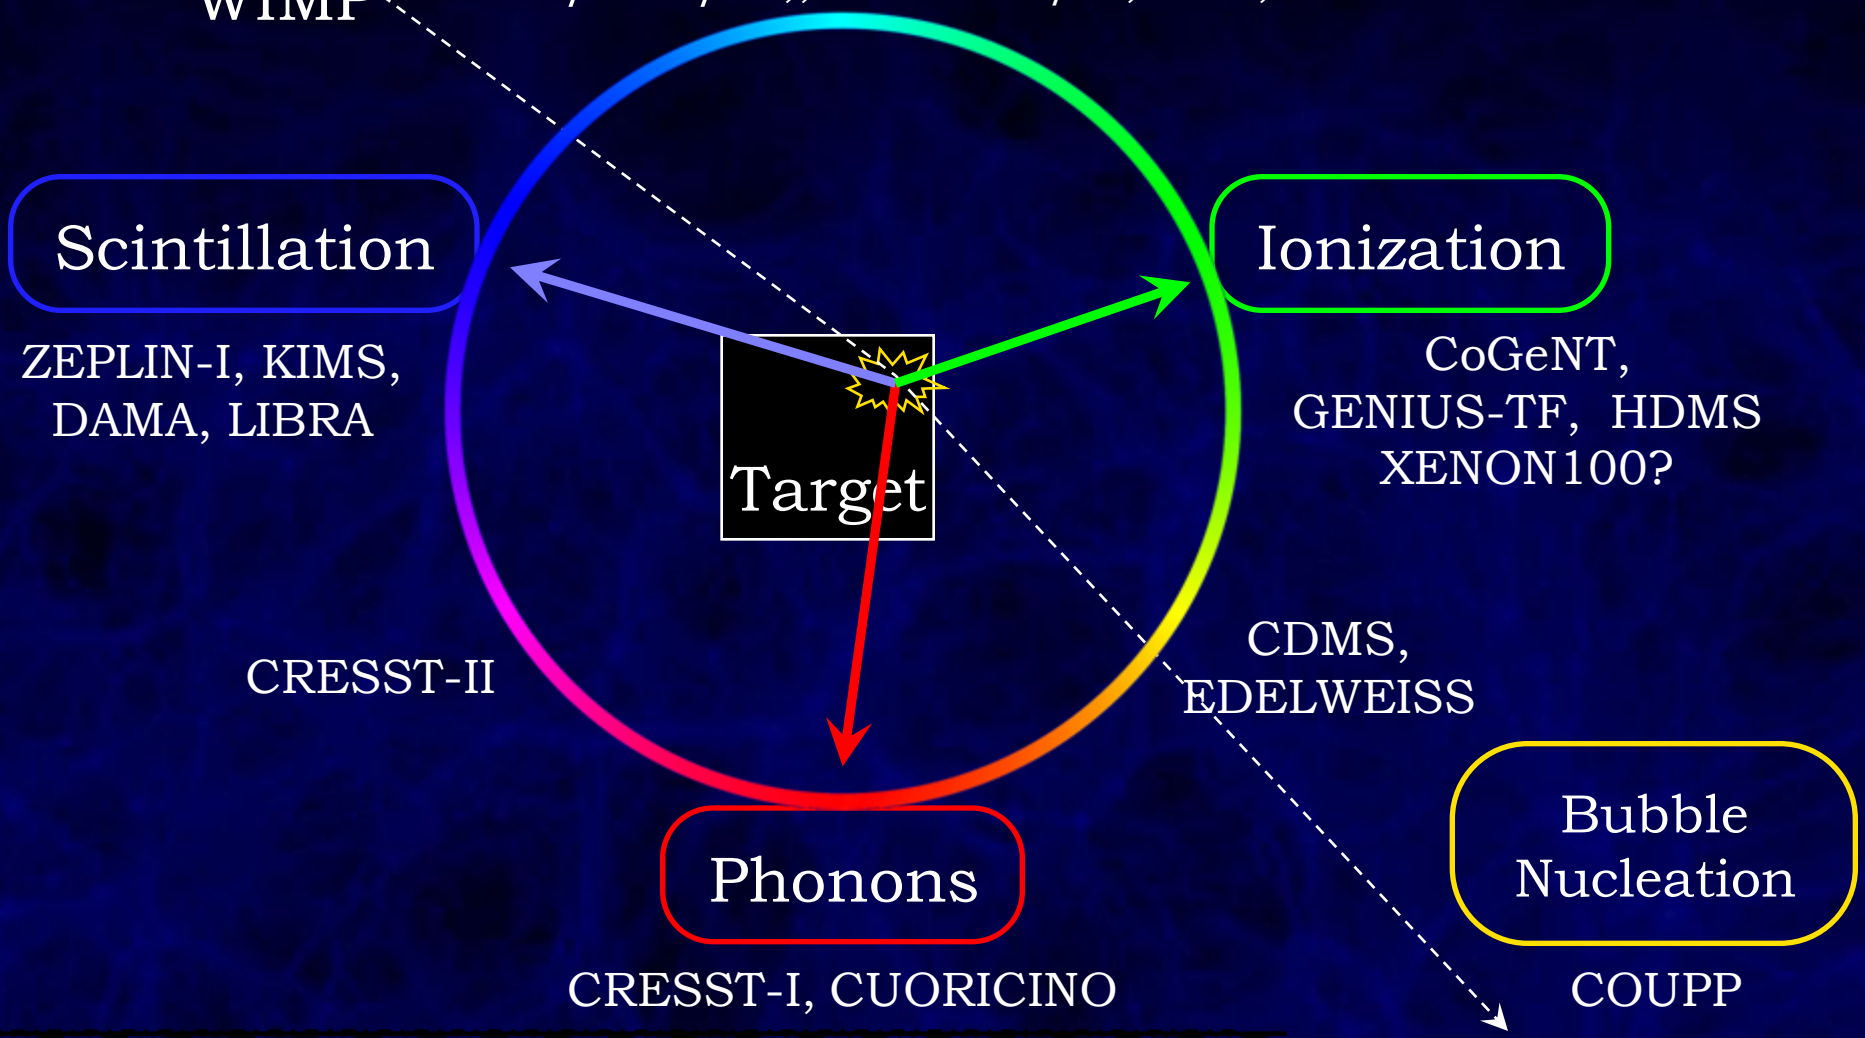 WIMP
Scintillation
Ionization
ZEPLIN-I, KIMS,
DAMA, LIBRA
CoGeNT,
GENIUS-TF,  HDMS
XENON100?
Target
CRESST-II
CDMS,
EDELWEISS
Phonons
Bubble
Nucleation
CRESST-I, CUORICINO
COUPP